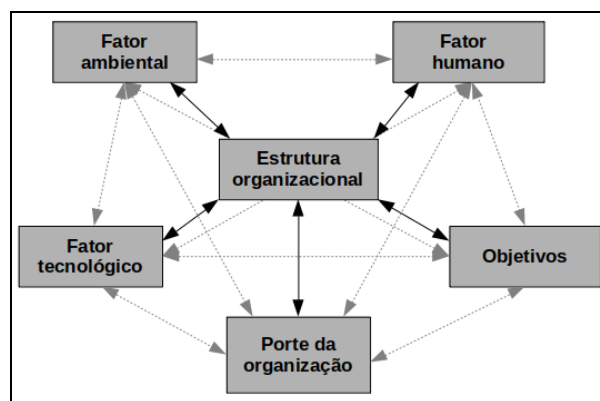 Fator
ambiental
Fator
humano
Estrutura
organizacional
Fator
tecnológico
Objetivos
Porte da
organização